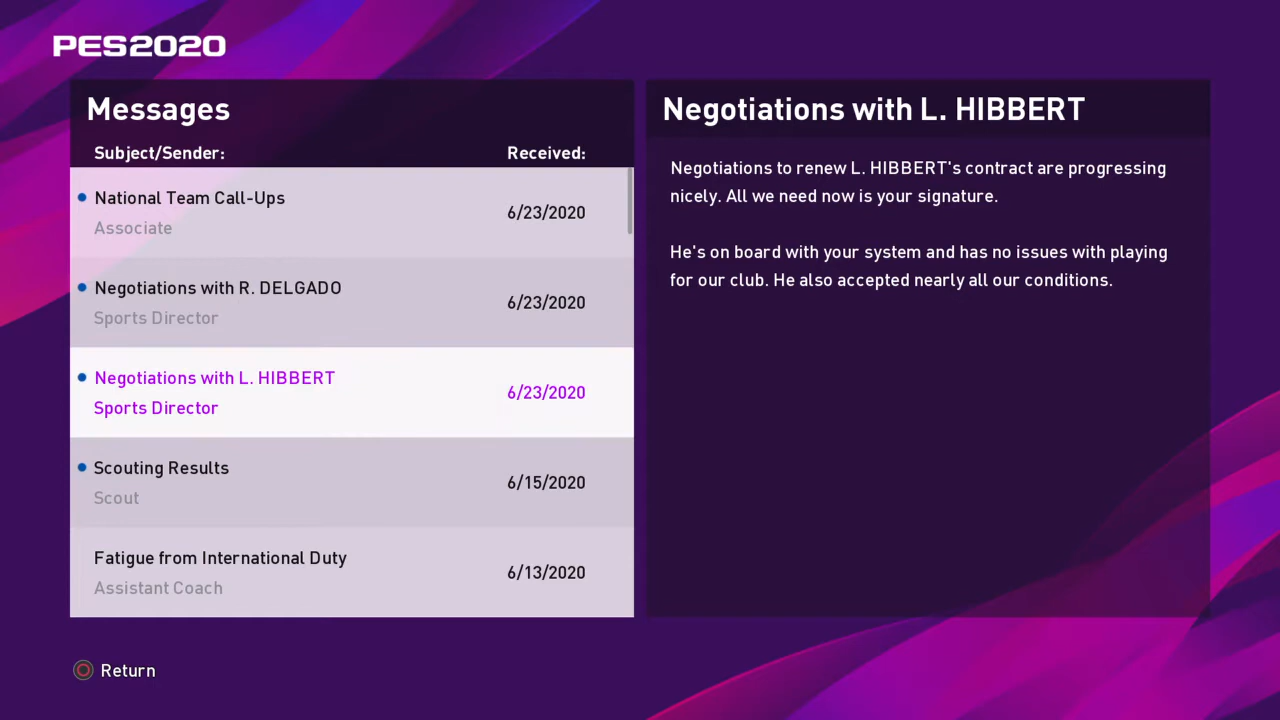 PES2020
Messages
Subject/Sender: Received:
National Team Call-Ups
Associate
6/23/2020
Negotiations with R. DELGADO
Sports Director
6/23/2020
Negotiations with L. HIBBERT
Sports Director
6/23/2020
Scouting Results
Scout
6/15/2020
Fatigue from International Duty
Assistant Coach
6/13/2020
Negotiations with L. HIBBERT
Negotiations to renew L. HIBBERT's contract are progressing
nicely. All we need now is your signature.
He's on board with your system and has no issues with playing
for our club. He also accepted nearly all our conditions.
Return